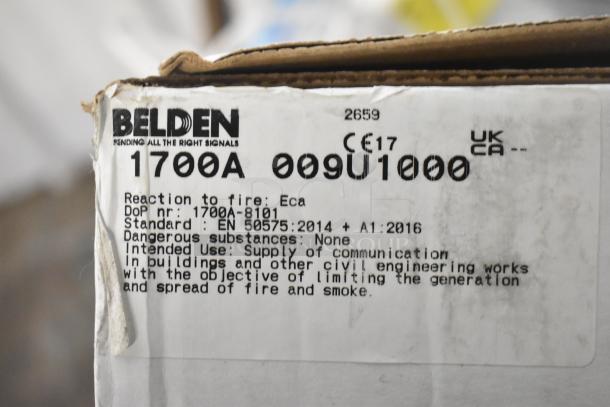 2659
BELDEN
SENDING ALL THE RIGHT SIGNALS
CE 17
UK
CA --
1700A 009U1000
Reaction to fire: Eca
DoP nr: 1700A-8101
Standard : EN 50575:2014 + A1:2016
Dangerous substances: None
Intended Use: Supply of communication
in buildings and other civil engineering works
with the objective of limiting the generation
and spread of fire and smoke.